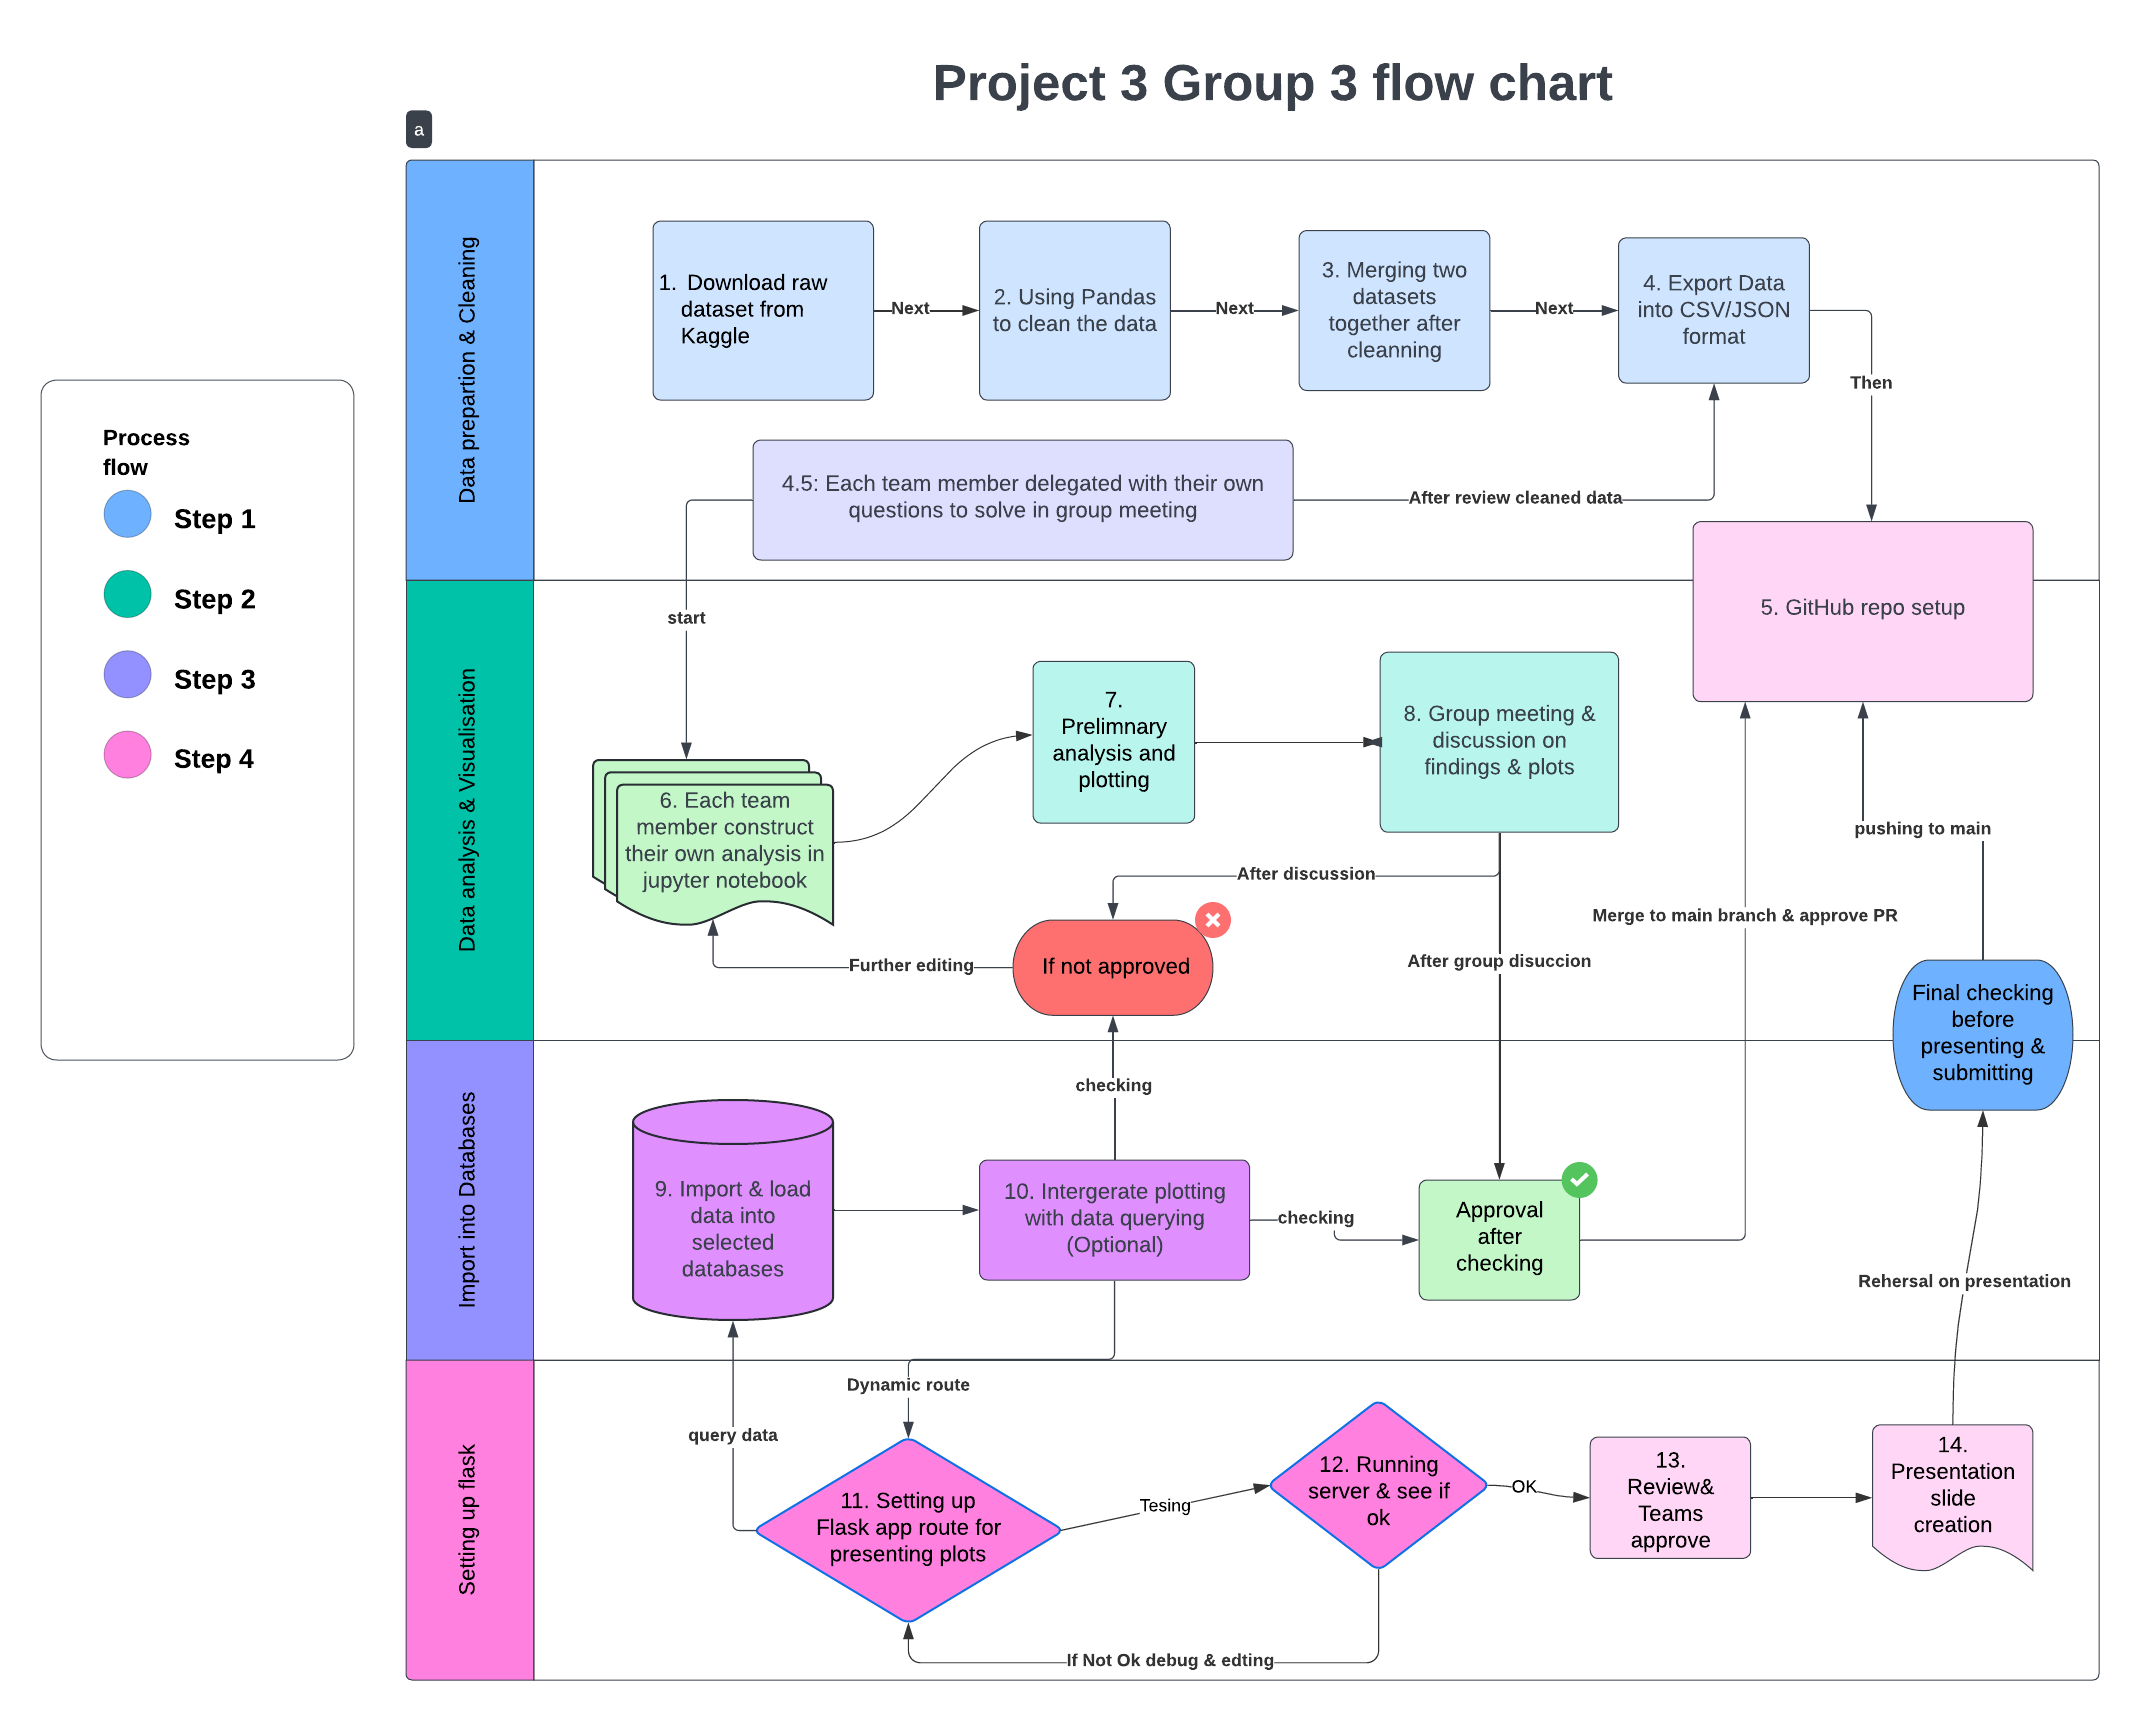 Project 3 Group 3 flow chart
a
Process
flow
Step 1
Step 2
Step 3
Step 4
Data prepartion & Cleaning
1. Download raw
dataset from
Kaggle
Next
2. Using Pandas
to clean the data
Next
3. Merging two
datasets
together after
cleanning
Next
4. Export Data
into CSV/JSON
format
Then
4.5: Each team member delegated with their own
questions to solve in group meeting
After review cleaned data
start
5. GitHub repo setup
Data analysis & Visualisation
6. Each team
member construct
their own analysis in
jupyter notebook
7.
Prelimnary
analysis and
plotting
8. Group meeting &
discussion on
findings & plots
After discussion
If not approved
Further editing
After group disuccion
Merge to main branch & approve PR
pushing to main
Final checking
before
presenting &
submitting
Import into Databases
checking
9. Import & load
data into
selected
databases
10. Intergerate plotting
with data querying
(Optional)
checking
Approval
after
checking
Rehersal on presentation
Setting up flask
Dynamic route
query data
11. Setting up
Flask app route for
presenting plots
Tesing
12. Running
server & see if
ok
OK
13.
Review&
Teams
approve
14.
Presentation
slide
creation
If Not Ok debug & edting